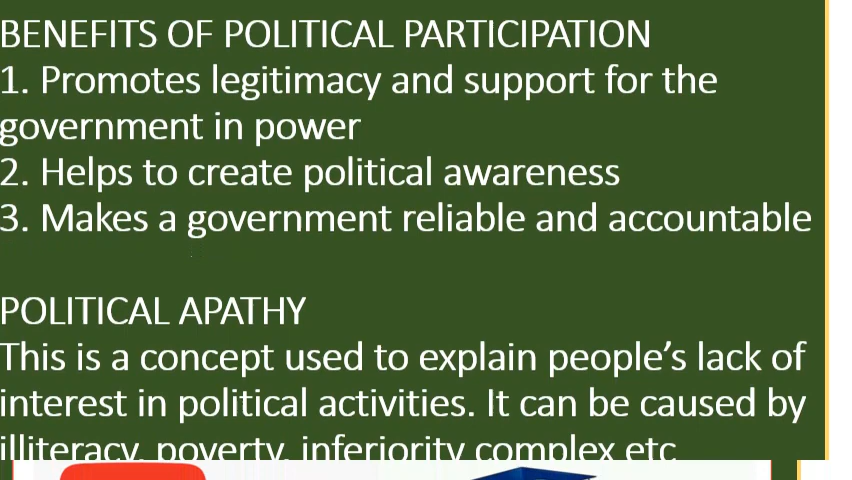 BENEFITS OF POLITICAL PARTICIPATION
1. Promotes legitimacy and support for the
government in power
2. Helps to create political awareness
3. Makes a government reliable and accountable
POLITICAL APATHY
This is a concept used to explain people’s lack of
interest in political activities. It can be caused by
illiteracy, poverty, inferiority complex etc